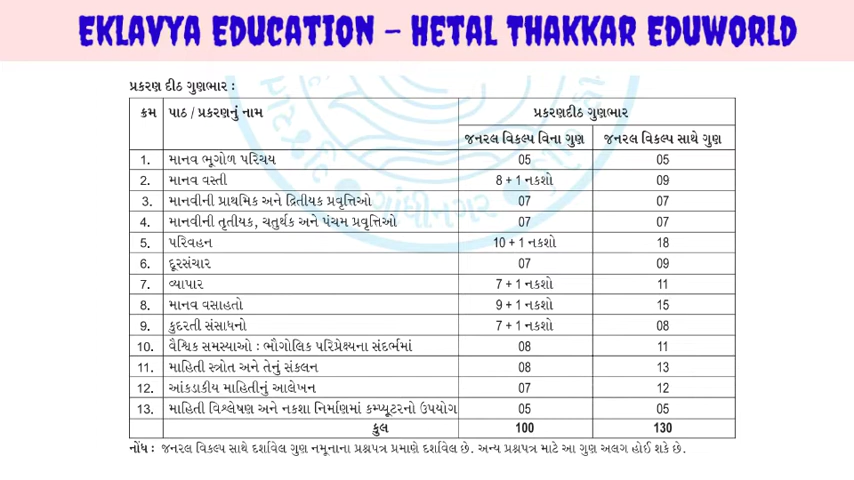 EKLAVYA EDUCATION – HETAL THAKKAR EDUWORLD
પ્રકરણ દીઠ ગુણભાર :
ક્રમ પાઠ / પ્રકરણનું નામ પ્રકરણદીઠ ગુણભાર
જનરલ વિકલ્પ વિના ગુણ જનરલ વિકલ્પ સાથે ગુણ
1. માનવ ભૂગોળ પરિચય 05 05
2. માનવ વસ્તી 8 + 1 નકશો 09
3. માનવીની પ્રાથમિક અને દ્વિતીયક પ્રવૃત્તિઓ 07 07
4. માનવીની તૃતીયક, ચતુર્થક અને પંચમ પ્રવૃત્તિઓ 07 07
5. પરિવહન 10 + 1 નકશો 18
6. દૂરસંચાર 07 09
7. વ્યાપાર 7 + 1 નકશો 11
8. માનવ વસાહતો 9 + 1 નકશો 15
9. કુદરતી સંસાધનો 7 + 1 નકશો 08
10. વૈશ્વિક સમસ્યાઓ : ભૌગોલિક પરિપ્રેક્ષ્યના સંદર્ભમાં 08 11
11. માહિતી સ્ત્રોત અને તેનું સંકલન 08 13
12. આંકડાકીય માહિતીનું આલેખન 07 12
13. માહિતી વિશ્લેષણ અને નકશા નિર્માણમાં કમ્પ્યૂટરનો ઉપયોગ 05 05
કુલ 100 130
નોંધ : જનરલ વિકલ્પ સાથે દર્શાવેલ ગુણ નમૂનાના પ્રશ્નપત્ર પ્રમાણે દર્શાવેલ છે. અન્ય પ્રશ્નપત્ર માટે આ ગુણ અલગ હોઈ શકે છે.
ગાંધીનગર